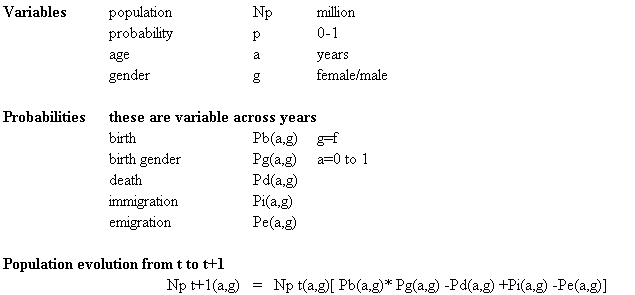 Variables population Np million
probability p 0-1
age a years
gender g female/male
Probabilities these are variable across years
birth Pb(a,g) g=f
birth gender Pg(a,g) a=0 to 1
death Pd(a,g)
immigration Pi(a,g)
emigration Pe(a,g)
Population evolution from t to t+1
Np t+1(a,g) = Np t(a,g)[ Pb(a,g)* Pg(a,g) -Pd(a,g) +Pi(a,g) -Pe(a,g)]